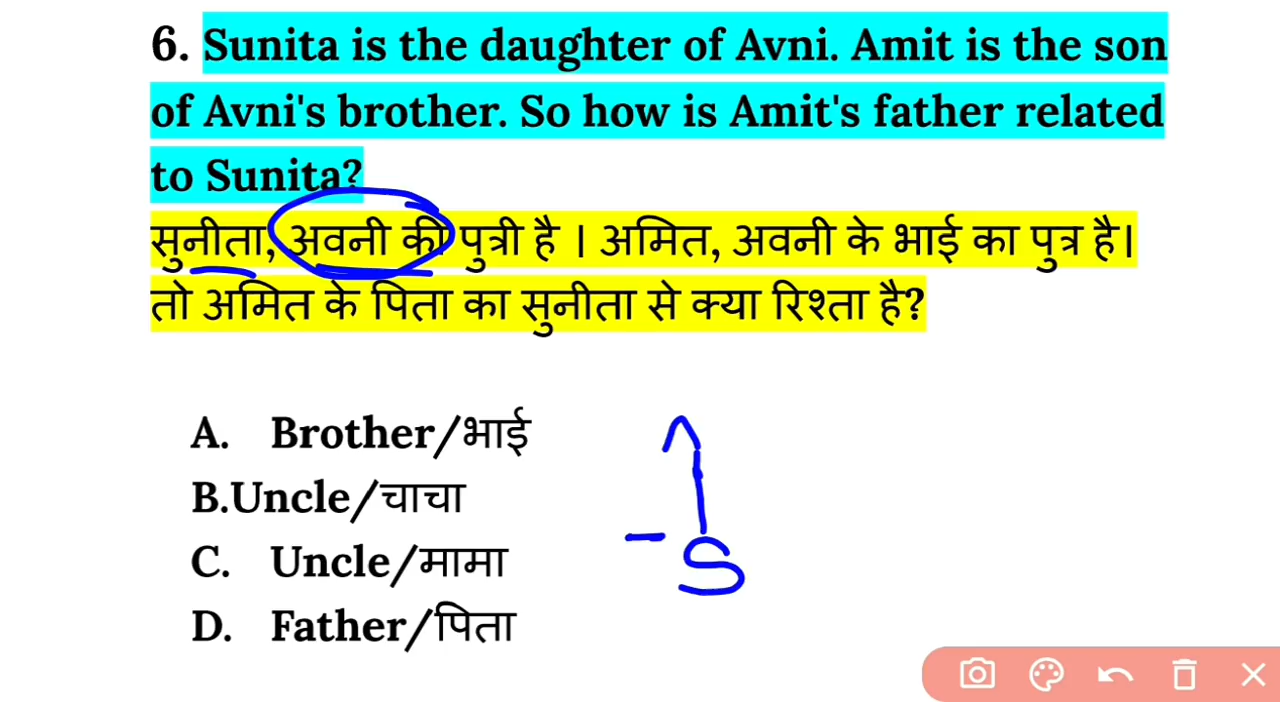 6. Sunita is the daughter of Avni. Amit is the son
of Avni's brother. So how is Amit's father related
to Sunita?
सुनीता, अवनी की पुत्री है । अमित, अवनी के भाई का पुत्र है।
तो अमित के पिता का सुनीता से क्या रिश्ता है?
A. Brother/भाई
B.Uncle/चाचा
C. Uncle/मामा
D. Father/पिता
- S